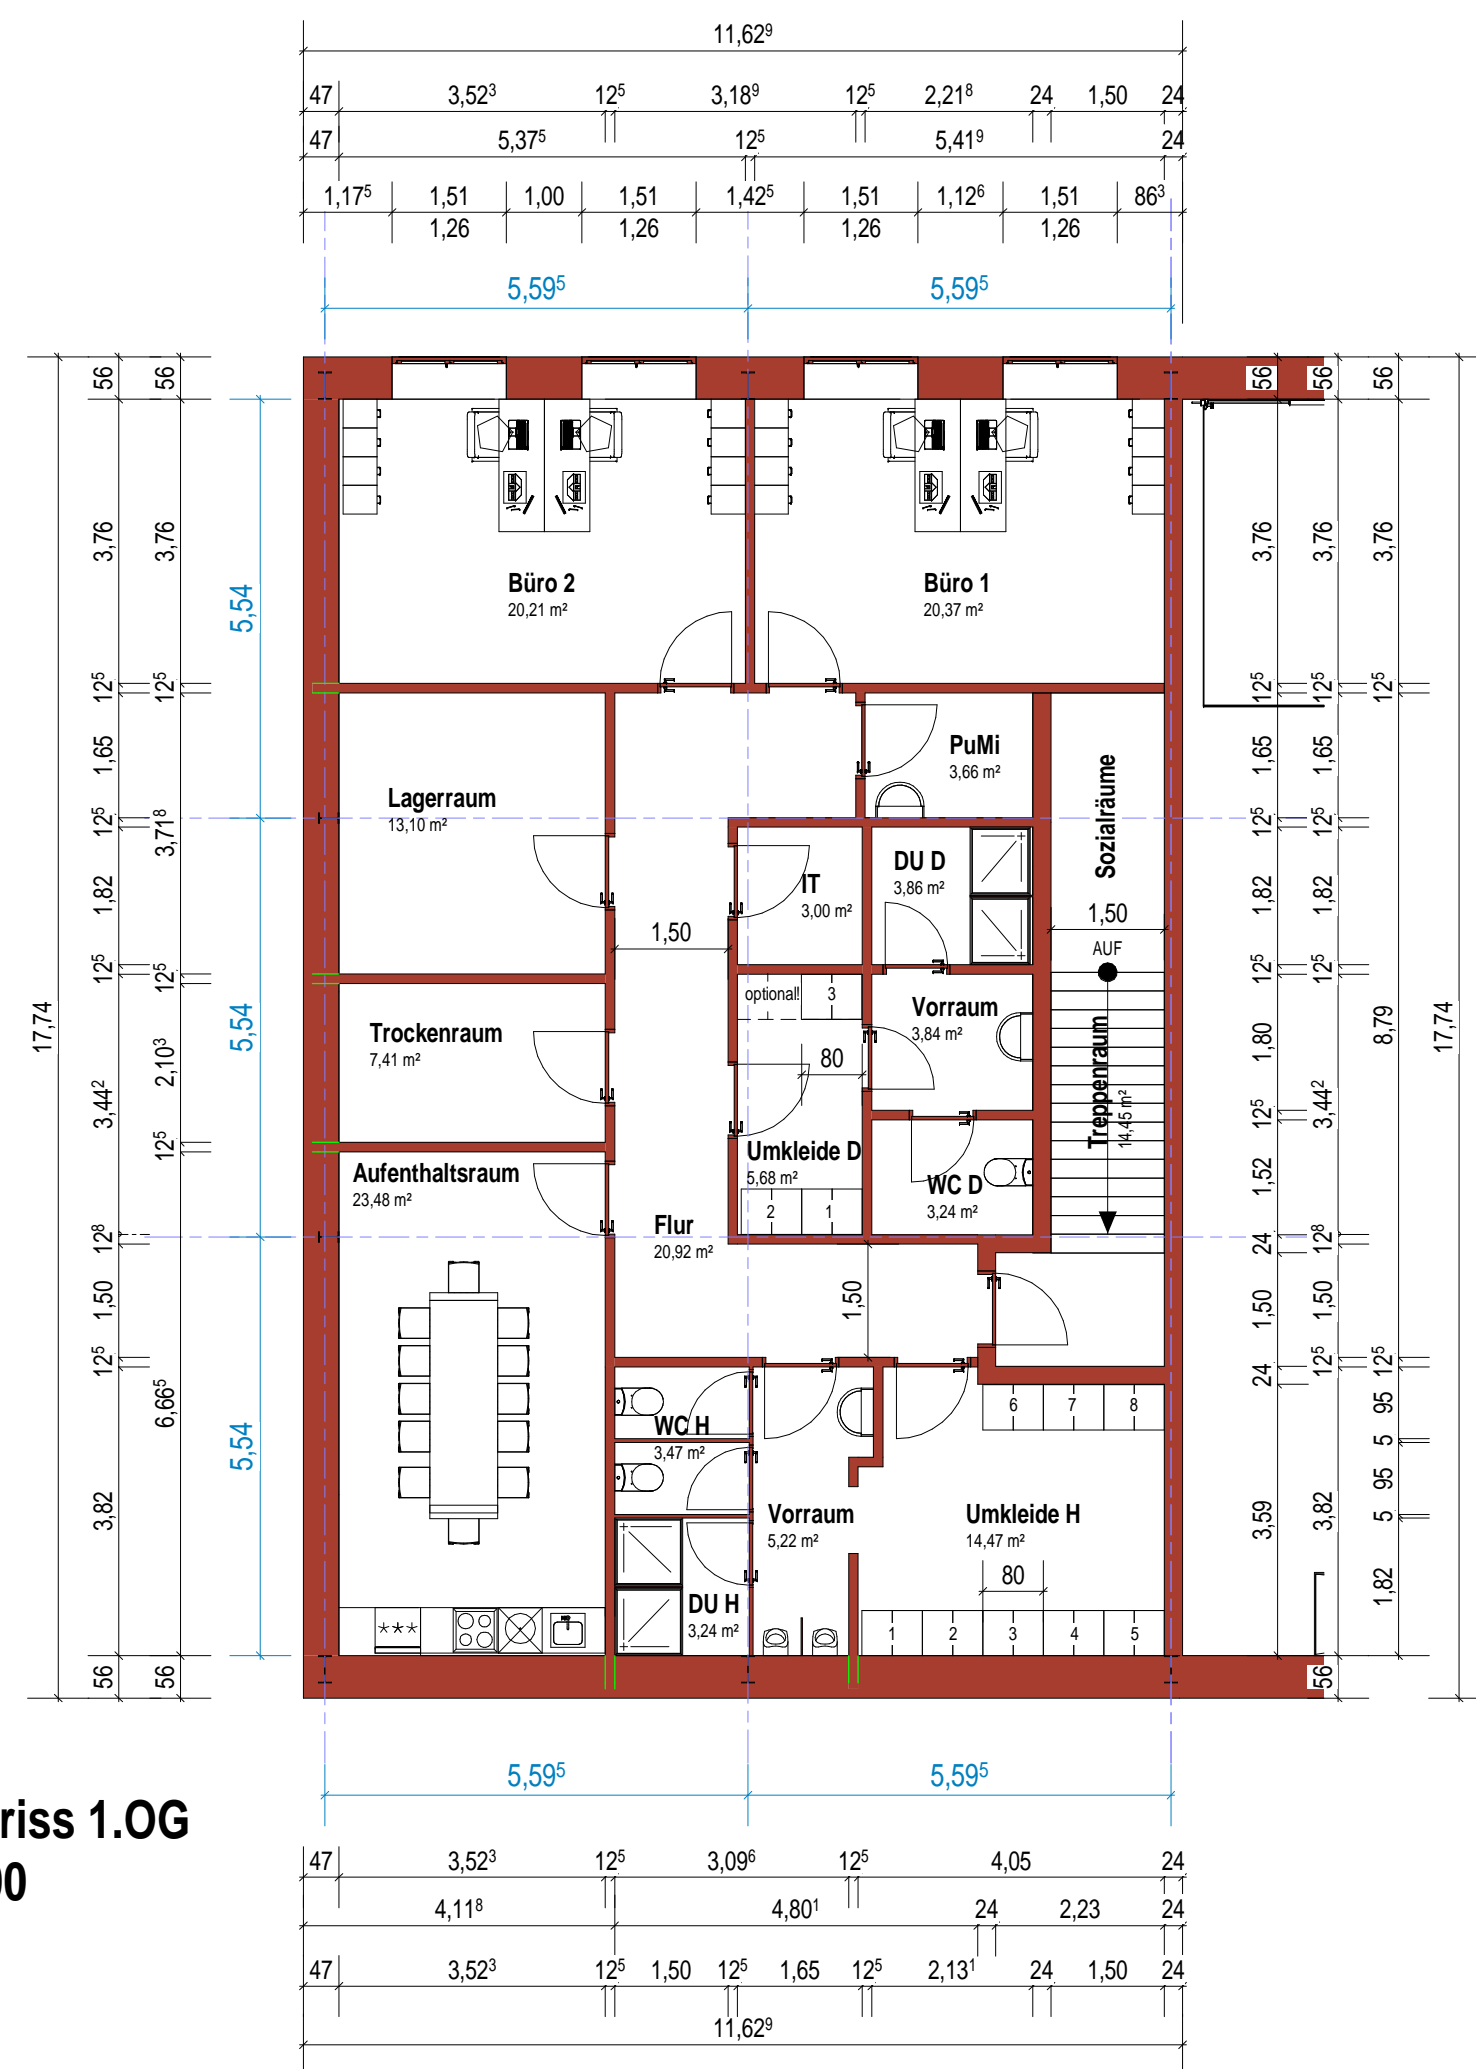 11,62⁹
47 3,52³ 12⁵ 3,18⁹ 12⁵ 2,21⁸ 24 1,50 24
47 5,37⁵ 12⁵ 5,41⁹ 24
1,17⁵ 1,51 1,00 1,51 1,42⁵ 1,51 1,12⁶ 1,51 86³
1,26 1,26 1,26 1,26
5,59⁵ 5,59⁵
17,74
56 3,76 12⁵ 1,65 12⁵ 1,82 12⁵ 3,44² 12⁸ 1,50 12⁵ 3,82 56
56 3,76 12⁵ 3,71⁸ 12⁵ 2,10³ 12⁵ 6,66⁵ 56
5,54 5,54 5,54
Büro 2
20,21 m²
Büro 1
20,37 m²
PuMi
3,66 m²
Lagerraum
13,10 m²
Sozialräume
DU D
3,86 m²
IT
3,00 m²
1,50
1,50
AUF
optional! 3
Vorraum
3,84 m²
Trockenraum
7,41 m²
80
Treppenraum
14,45 m²
Umkleide D
5,68 m²
Aufenthaltsraum
23,48 m²
WC D
3,24 m²
2 1
Flur
20,92 m²
1,50
6 7 8
WC H
3,47 m²
Vorraum
5,22 m²
Umkleide H
14,47 m²
80
DU H
3,24 m²
***
1 2 3 4 5
56 3,76 12⁵ 1,65 12⁵ 1,82 12⁵ 1,80 12⁵ 1,52 24 1,50 24 3,59
56 3,76 12⁵ 1,65 12⁵ 1,82 12⁵ 3,44² 12⁸ 1,50 12⁵ 3,82 56
56 3,76 12⁵ 8,79 12⁵ 95 5 95 5 1,82
17,74
5,59⁵ 5,59⁵
riss 1.OG
00
47 3,52³ 12⁵ 3,09⁶ 12⁵ 4,05 24
4,11⁸ 4,80¹ 24 2,23 24
47 3,52³ 12⁵ 1,50 12⁵ 1,65 12⁵ 2,13¹ 24 1,50 24
11,62⁹